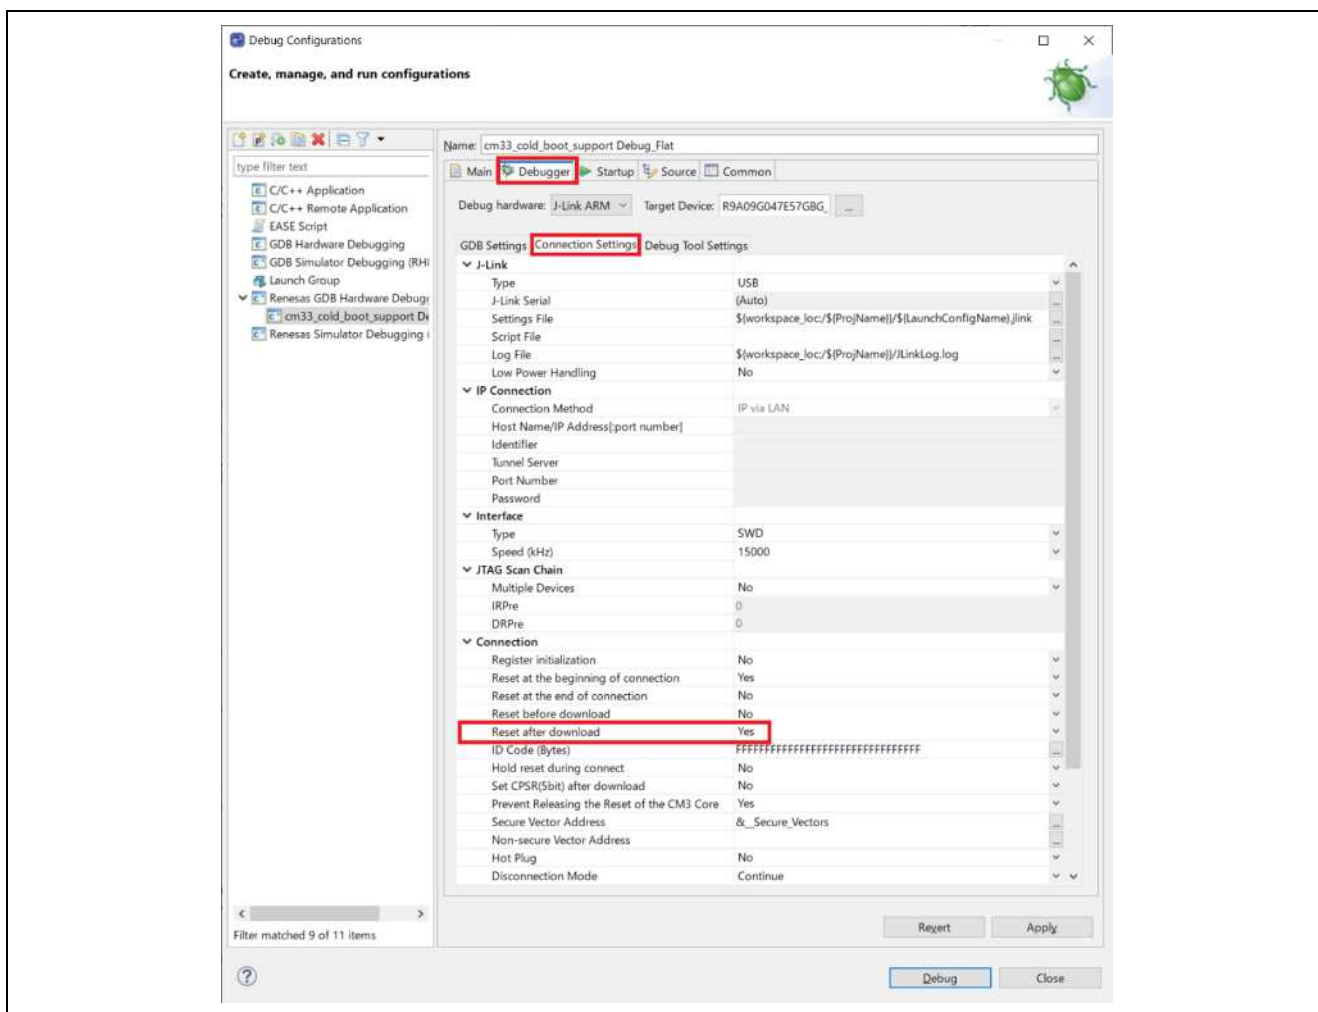 Debug Configurations
Create, manage, and run configurations
Name: cm33_cold_boot_support Debug_Flat
type filter text
C/C++ Application
C/C++ Remote Application
EASE Script
GDB Hardware Debugging
GDB Simulator Debugging (RH8
Launch Group
Renesas GDB Hardware Debug
cm33_cold_boot_support De
Renesas Simulator Debugging (
Filter matched 9 of 11 items
Main Debugger Startup Source Common
Debug hardware: J-Link ARM Target Device: R9A09G047E57GBG_ ...
GDB Settings Connection Settings Debug Tool Settings
J-Link
Type USB
J-Link Serial (Auto)
Settings File ${workspace_loc:/${ProjName}}/${LaunchConfigName}.jlink
Script File
Log File ${workspace_loc:/${ProjName}}/JLinkLog.log
Low Power Handling No
IP Connection
Connection Method IP via LAN
Host Name/IP Address[:port number]
Identifier
Tunnel Server
Port Number
Password
Interface
Type SWD
Speed (kHz) 15000
JTAG Scan Chain
Multiple Devices No
IRPre 0
DRPre 0
Connection
Register initialization No
Reset at the beginning of connection Yes
Reset at the end of connection No
Reset before download No
Reset after download Yes
ID Code (Bytes) FFFFFFFFFFFFFFFFFFFFFFFFFFFFFFFF
Hold reset during connect No
Set CPSR(5bit) after download No
Prevent Releasing the Reset of the CM3 Core Yes
Secure Vector Address &__Secure_Vectors
Non-secure Vector Address
Hot Plug No
Disconnection Mode Continue
Revert Apply
Debug Close